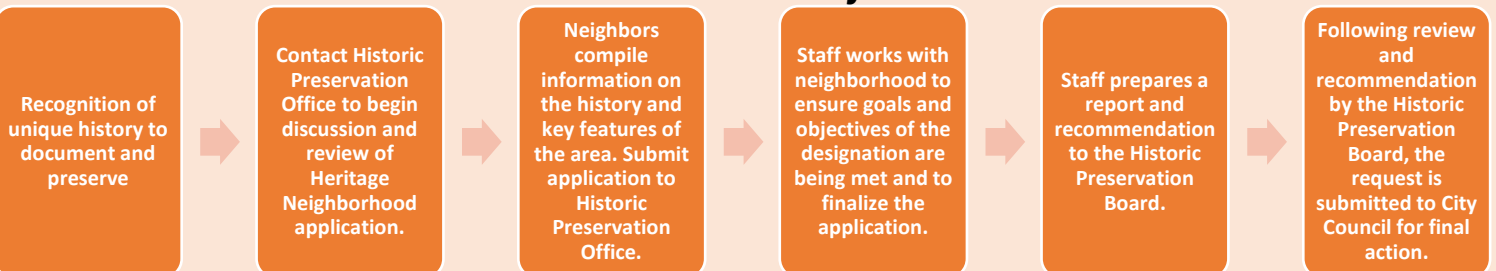 Recognition of
unique history to
document and
preserve
Contact Historic
Preservation
Office to begin
discussion and
review of
Heritage
Neighborhood
application.
Neighbors
compile
information on
the history and
key features of
the area. Submit
application to
Historic
Preservation
Office.
Staff works with
neighborhood to
ensure goals and
objectives of the
designation are
being met and to
finalize the
application.
Staff prepares a
report and
recommendation
to the Historic
Preservation
Board.
Following review
and
recommendation
by the Historic
Preservation
Board, the
request is
submitted to City
Council for final
action.